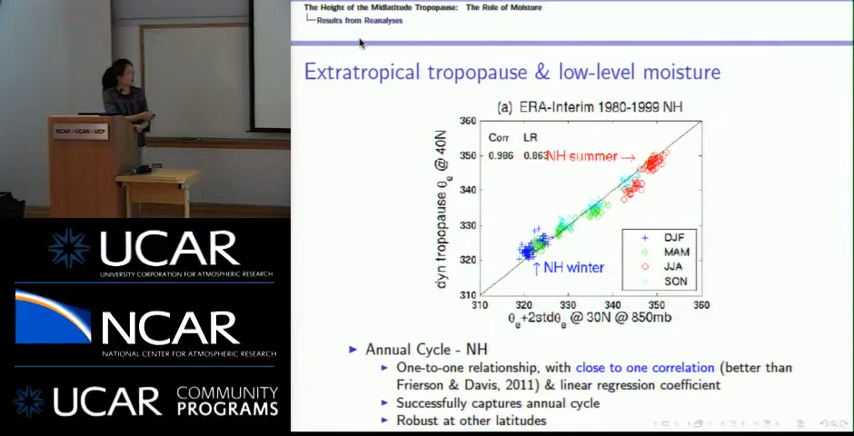 The Height of the Midlatitude Tropopause: The Role of Moisture
Results from Reanalyses
Extratropical tropopause & low-level moisture
(a) ERA-Interim 1980-1999 NH
360
350
340
330
320
310
dyn tropopause θe @ 40N
Corr LR
0.986 0.863
NH summer →
↑ NH winter
DJF
MAM
JJA
SON
310 320 330 340 350 360
θe+2stdθe @ 30N @ 850mb
Annual Cycle - NH
One-to-one relationship, with close to one correlation (better than
Frierson & Davis, 2011) & linear regression coefficient
Successfully captures annual cycle
Robust at other latitudes
NCAR • UCAR • UCP
UCAR
UNIVERSITY CORPORATION FOR ATMOSPHERIC RESEARCH
NCAR
NATIONAL CENTER FOR ATMOSPHERIC RESEARCH
UCAR COMMUNITY
PROGRAMS